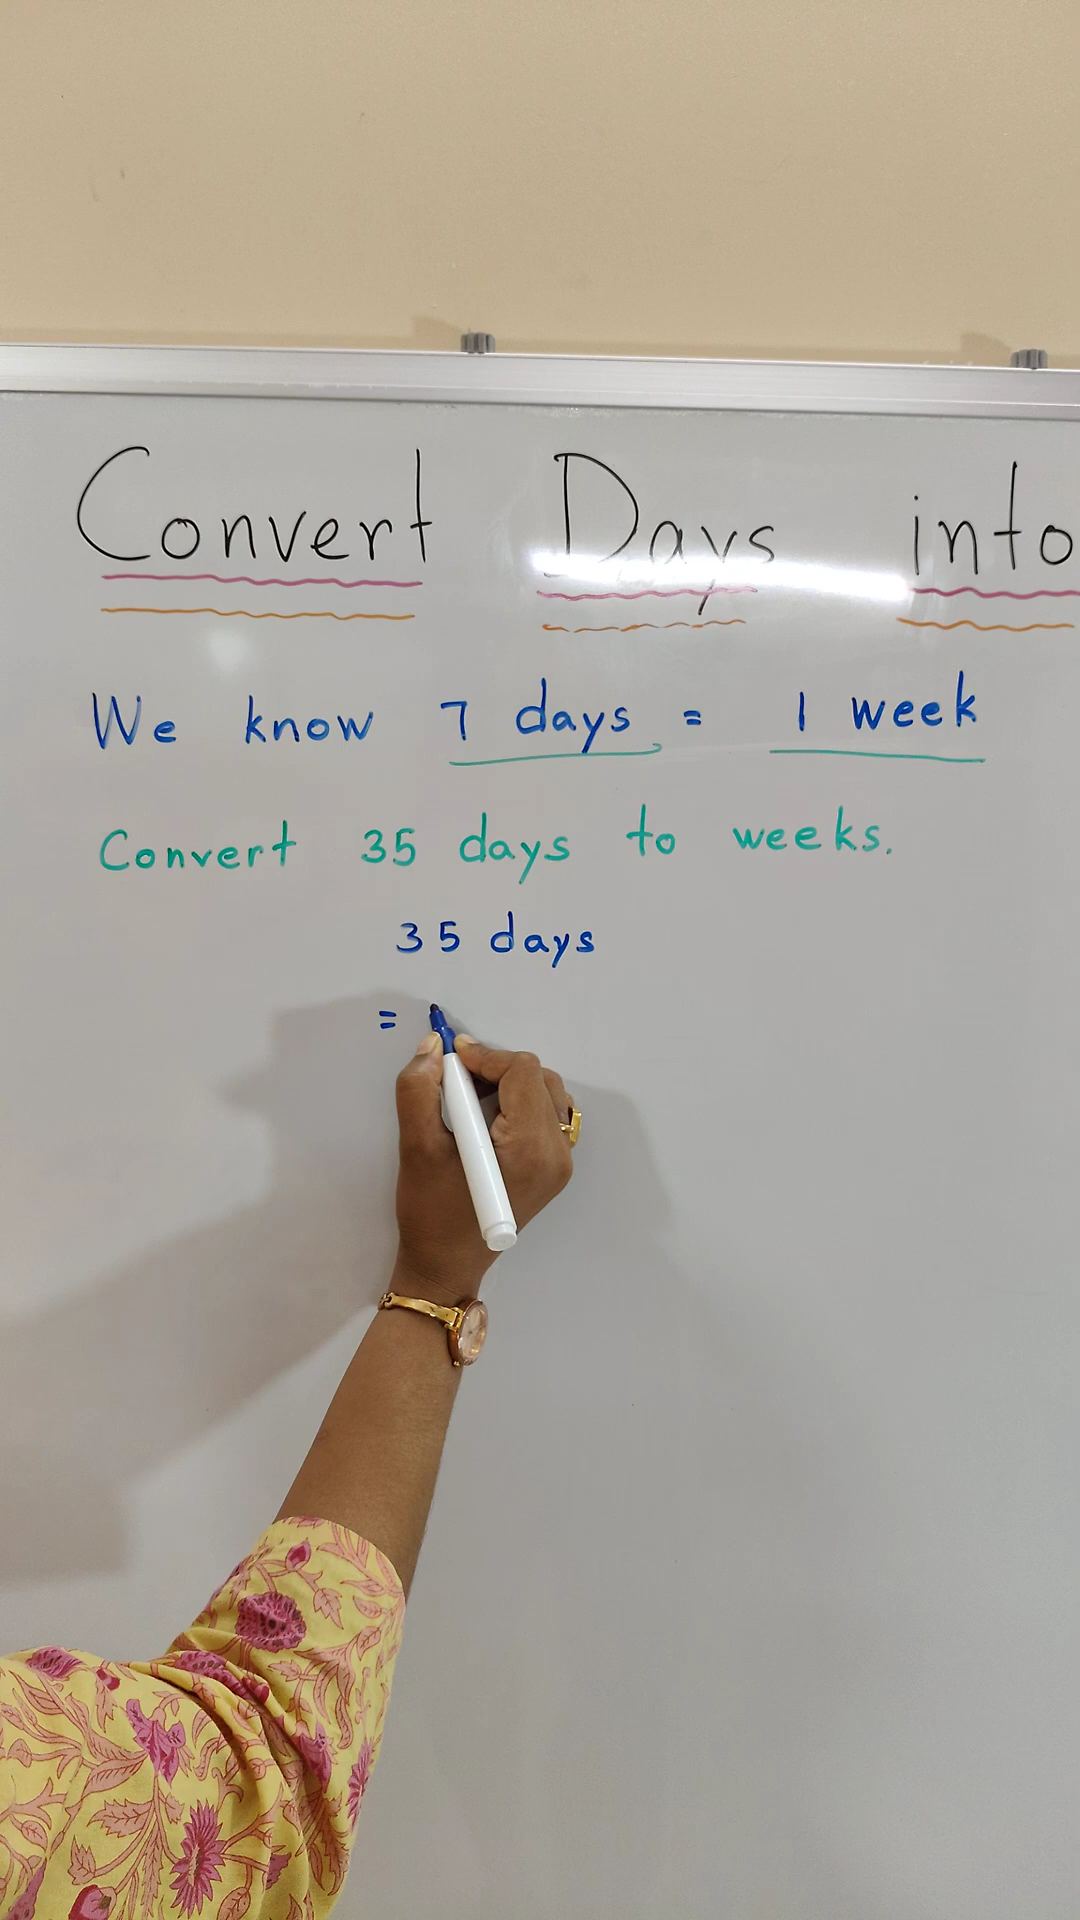 Convert Days into
We know 7 days = 1 week
Convert 35 days to weeks.
35 days
=